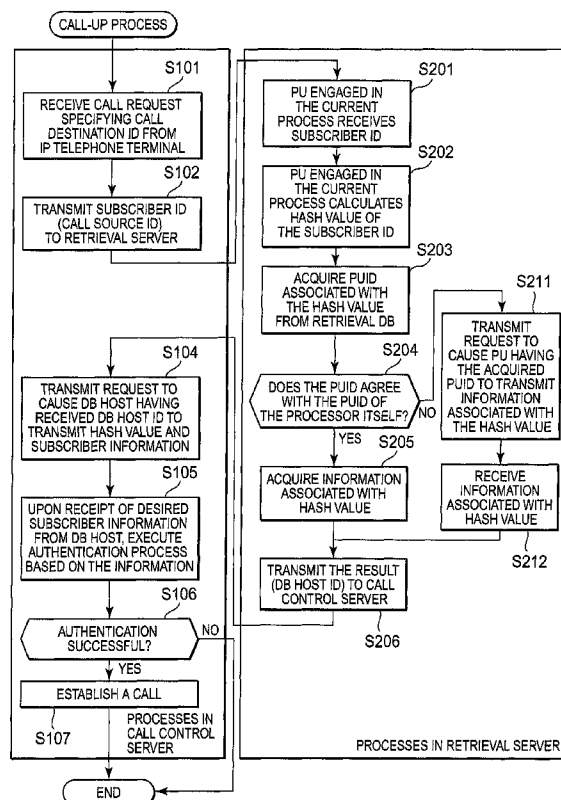 CALL-UP PROCESS
S101
RECEIVE CALL REQUEST
SPECIFYING CALL
DESTINATION ID FROM
IP TELEPHONE TERMINAL
S102
TRANSMIT SUBSCRIBER ID
(CALL SOURCE ID)
TO RETRIEVAL SERVER
S104
TRANSMIT REQUEST TO
CAUSE DB HOST HAVING
RECEIVED DB HOST ID TO
TRANSMIT HASH VALUE AND
SUBSCRIBER INFORMATION
S105
UPON RECEIPT OF DESIRED
SUBSCRIBER INFORMATION
FROM DB HOST, EXECUTE
AUTHENTICATION PROCESS
BASED ON THE INFORMATION
S106
AUTHENTICATION
SUCCESSFUL?
NO
YES
ESTABLISH A CALL
S107
PROCESSES IN
CALL CONTROL
SERVER
END
S201
PU ENGAGED IN
THE CURRENT
PROCESS RECEIVES
SUBSCRIBER ID
S202
PU ENGAGED IN
THE CURRENT
PROCESS CALCULATES
HASH VALUE OF
THE SUBSCRIBER ID
S203
ACQUIRE PUID
ASSOCIATED WITH
THE HASH VALUE
FROM RETRIEVAL DB
S204
DOES THE PUID AGREE
WITH THE PUID OF
THE PROCESSOR ITSELF?
NO
YES
S205
ACQUIRE INFORMATION
ASSOCIATED WITH
HASH VALUE
TRANSMIT THE RESULT
(DB HOST ID) TO CALL
CONTROL SERVER
S206
S211
TRANSMIT
REQUEST TO
CAUSE PU HAVING
THE ACQUIRED
PUID TO TRANSMIT
INFORMATION
ASSOCIATED WITH
THE HASH VALUE
RECEIVE
INFORMATION
ASSOCIATED WITH
HASH VALUE
S212
PROCESSES IN RETRIEVAL SERVER